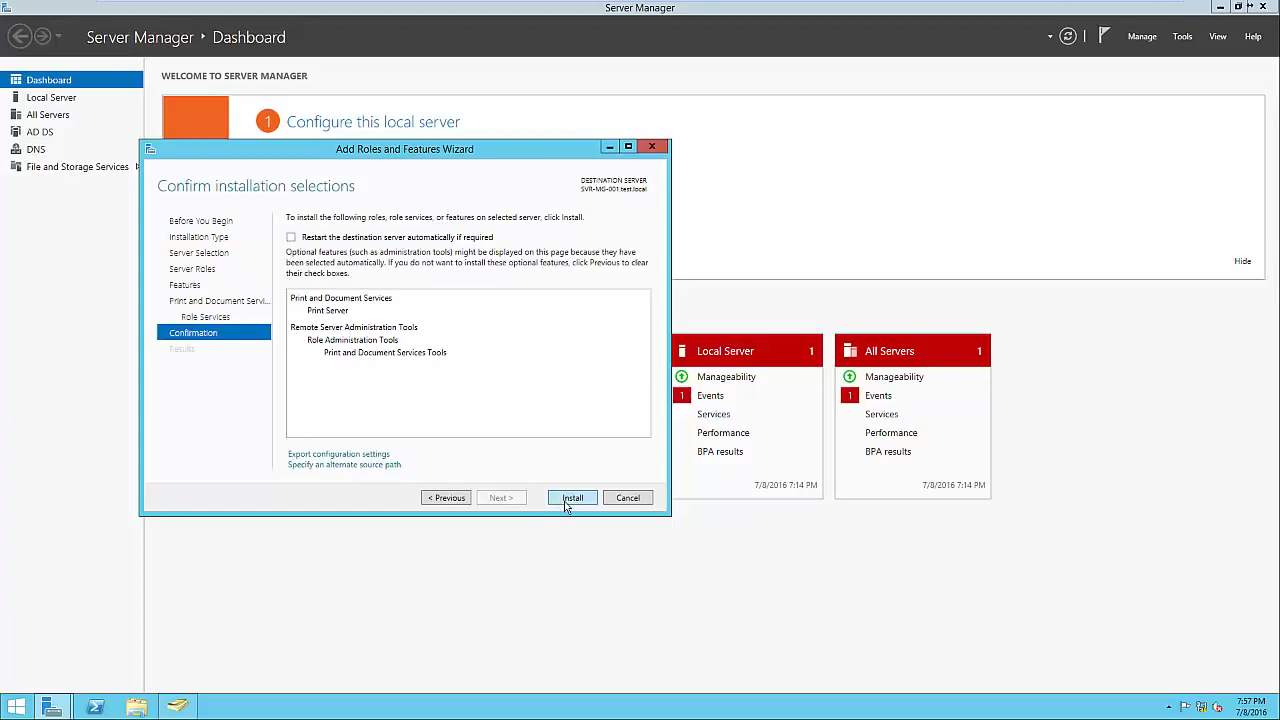 Server Manager
Server Manager ‣ Dashboard
Manage Tools View Help
Dashboard
Local Server
All Servers
AD DS
DNS
File and Storage Services
WELCOME TO SERVER MANAGER
1 Configure this local server
Hide
Add Roles and Features Wizard
Confirm installation selections
DESTINATION SERVER
SVR-MG-001.test.local
Before You Begin
Installation Type
Server Selection
Server Roles
Features
Print and Document Servi...
Role Services
Confirmation
Results
To install the following roles, role services, or features on selected server, click Install.
Restart the destination server automatically if required
Optional features (such as administration tools) might be displayed on this page because they have
been selected automatically. If you do not want to install these optional features, click Previous to clear
their check boxes.
Print and Document Services
Print Server
Remote Server Administration Tools
Role Administration Tools
Print and Document Services Tools
Export configuration settings
Specify an alternate source path
< Previous Next > Install Cancel
Local Server 1
Manageability
1 Events
Services
Performance
BPA results
7/8/2016 7:14 PM
All Servers 1
Manageability
1 Events
Services
Performance
BPA results
7/8/2016 7:14 PM
7:57 PM
7/8/2016